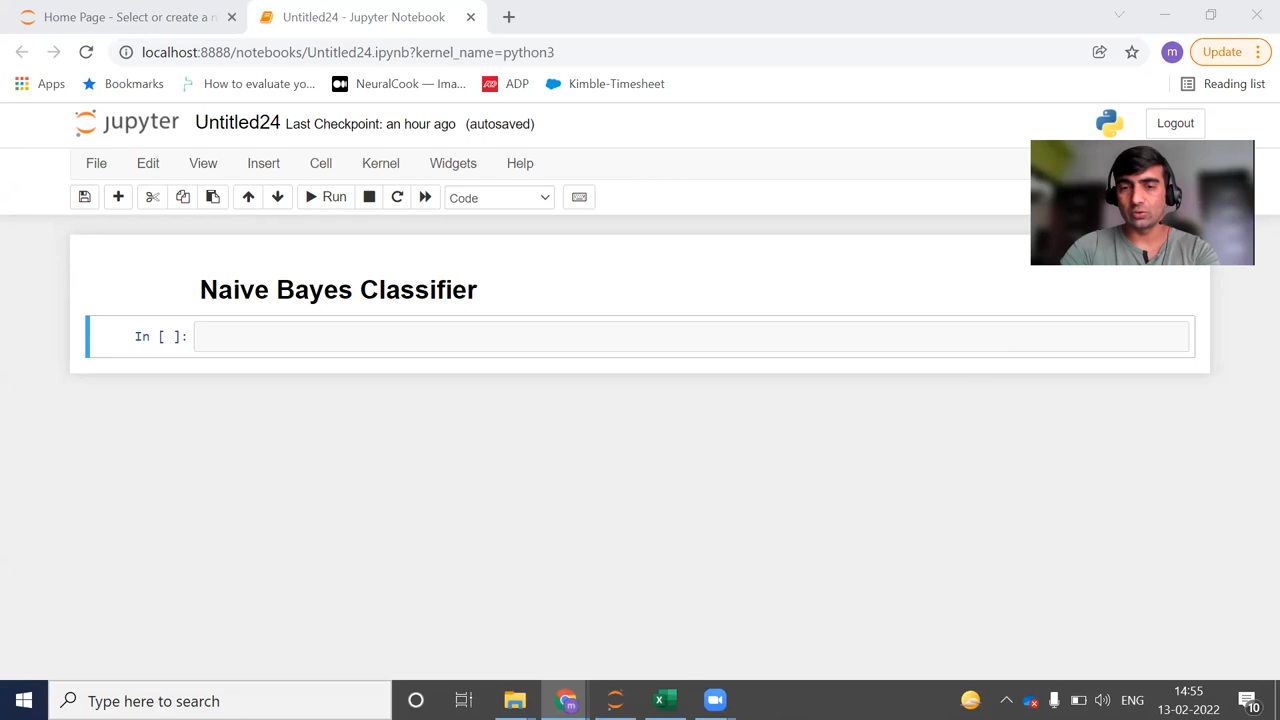 Home Page - Select or create a n
Untitled24 - Jupyter Notebook
localhost:8888/notebooks/Untitled24.ipynb?kernel_name=python3
m
Update
Apps
Bookmarks
How to evaluate yo...
NeuralCook — Ima...
ADP
Kimble-Timesheet
Reading list
jupyter
Untitled24 Last Checkpoint: an hour ago (autosaved)
Logout
File Edit View Insert Cell Kernel Widgets Help
Run
Code
Naive Bayes Classifier
In [ ]:
Type here to search
ENG
14:55
13-02-2022
10